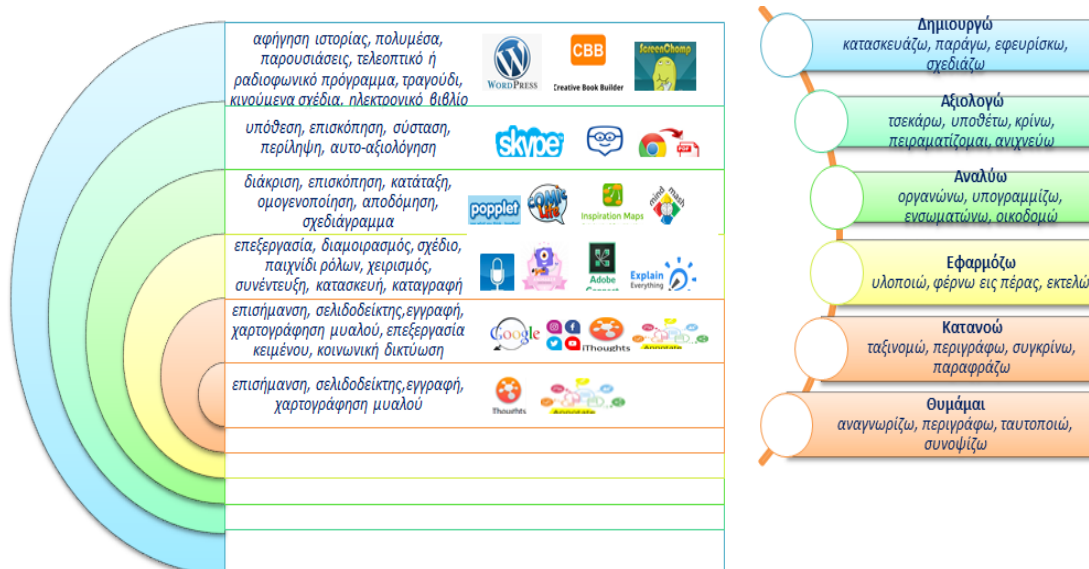 αφήγηση ιστορίας, πολυμέσα,
παρουσιάσεις, τελεοπτικό ή
ραδιοφωνικό πρόγραμμα, τραγούδι,
κινούμενα σχέδια, ηλεκτρονικό βιβλίο
WORDPRESS
CBB
Creative Book Builder
ScreenChomp
υπόθεση, επισκόπηση, σύσταση,
περίληψη, αυτο-αξιολόγηση
skype
PDF
διάκριση, επισκόπηση, κατάταξη,
ομογενοποίηση, αποδόμηση,
σχεδιάγραμμα
popplet
COMIC
Life
Inspiration Maps
mind
mash
επεξεργασία, διαμοιρασμός, σχέδιο,
παιχνίδι ρόλων, χειρισμός,
συνέντευξη, κατασκευή, καταγραφή
Adobe
Connect
Explain
Everything
επισήμανση, σελιδοδείκτης,εγγραφή,
χαρτογράφηση μυαλού, επεξεργασία
κειμένου, κοινωνική δικτύωση
Google
iThoughts
Annotate
επισήμανση, σελιδοδείκτης,εγγραφή,
χαρτογράφηση μυαλού
iThoughts
Annotate
Δημιουργώ
κατασκευάζω, παράγω, εφευρίσκω,
σχεδιάζω
Αξιολογώ
τσεκάρω, υποθέτω, κρίνω,
πειραματίζομαι, ανιχνεύω
Αναλύω
οργανώνω, υπογραμμίζω,
ενσωματώνω, οικοδομώ
Εφαρμόζω
υλοποιώ, φέρνω εις πέρας, εκτελώ
Κατανοώ
ταξινομώ, περιγράφω, συγκρίνω,
παραφράζω
Θυμάμαι
αναγνωρίζω, περιγράφω, ταυτοποιώ,
συνοψίζω